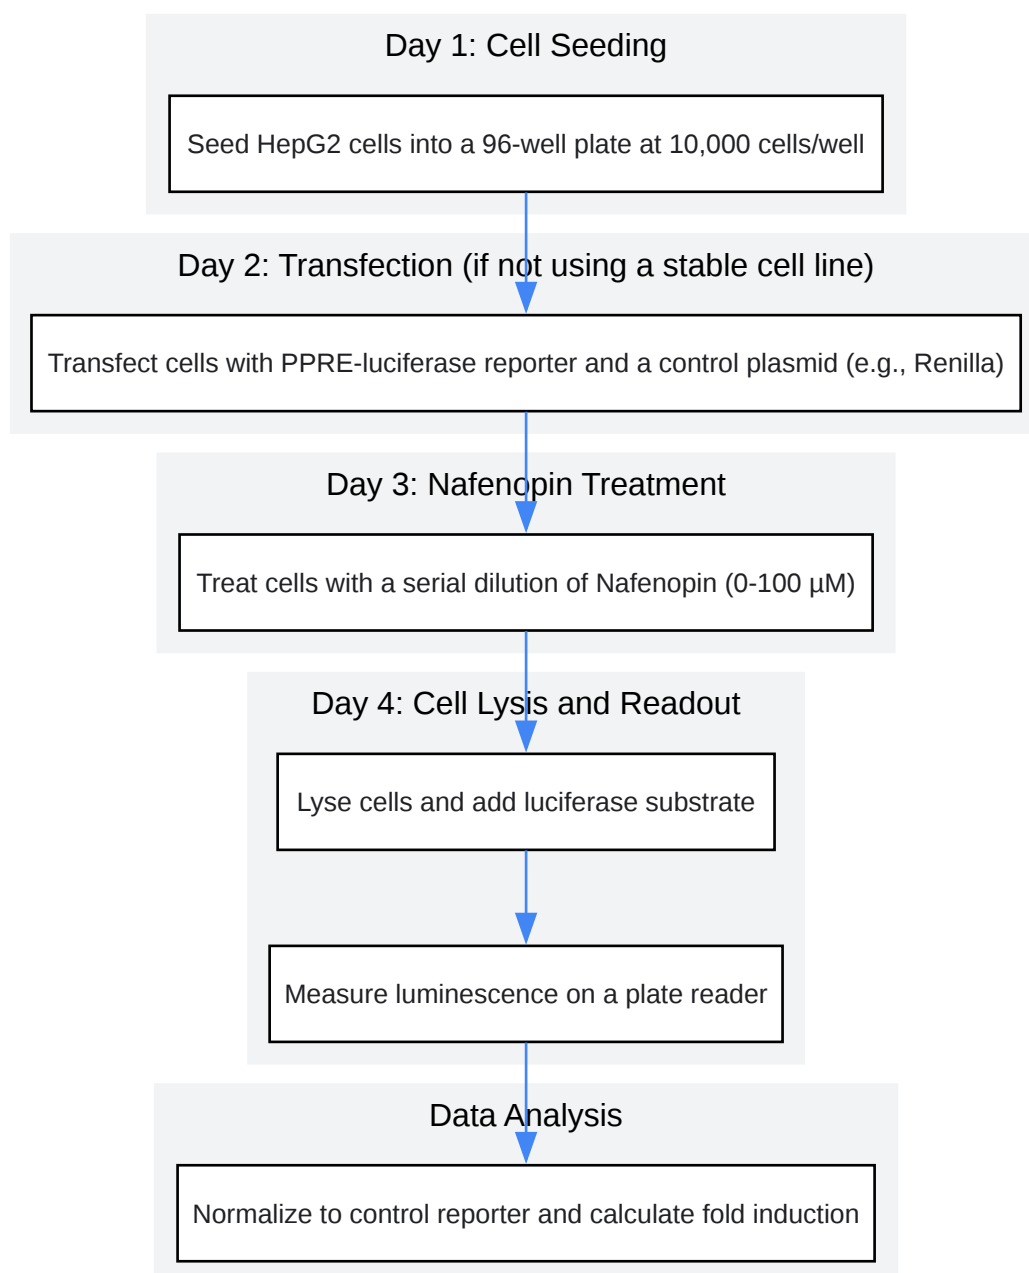 Day 1: Cell Seeding
Seed HepG2 cells into a 96-well plate at 10,000 cells/well
Day 2: Transfection (if not using a stable cell line)
Transfect cells with PPRE-luciferase reporter and a control plasmid (e.g., Renilla)
Day 3: Nafenopin Treatment
Treat cells with a serial dilution of Nafenopin (0-100 µM)
Day 4: Cell Lysis and Readout
Lyse cells and add luciferase substrate
Measure luminescence on a plate reader
Data Analysis
Normalize to control reporter and calculate fold induction